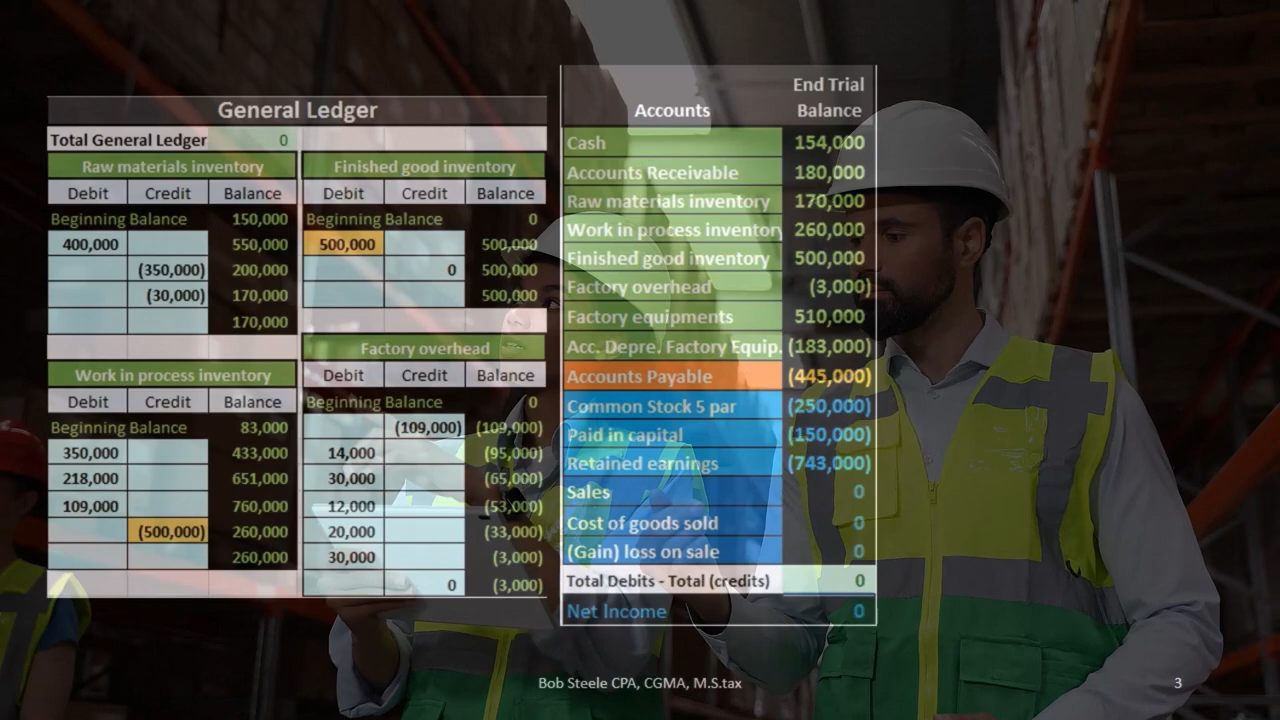 General Ledger
Total General Ledger 0
Raw materials inventory
Debit Credit Balance
Beginning Balance 150,000
400,000 550,000
(350,000) 200,000
(30,000) 170,000
170,000
Work in process inventory
Debit Credit Balance
Beginning Balance 83,000
350,000 433,000
218,000 651,000
109,000 760,000
(500,000) 260,000
260,000
Finished good inventory
Debit Credit Balance
Beginning Balance 0
500,000 500,000
0 500,000
500,000
Factory overhead
Debit Credit Balance
Beginning Balance 0
(109,000) (109,000)
14,000 (95,000)
30,000 (65,000)
12,000 (53,000)
20,000 (33,000)
30,000 (3,000)
0 (3,000)
End Trial
Accounts Balance
Cash 154,000
Accounts Receivable 180,000
Raw materials inventory 170,000
Work in process inventory 260,000
Finished good inventory 500,000
Factory overhead (3,000)
Factory equipments 510,000
Acc. Depre. Factory Equip. (183,000)
Accounts Payable (445,000)
Common Stock 5 par (250,000)
Paid in capital (150,000)
Retained earnings (743,000)
Sales 0
Cost of goods sold 0
(Gain) loss on sale 0
Total Debits - Total (credits) 0
Net Income 0
Bob Steele CPA, CGMA, M.S.tax
3